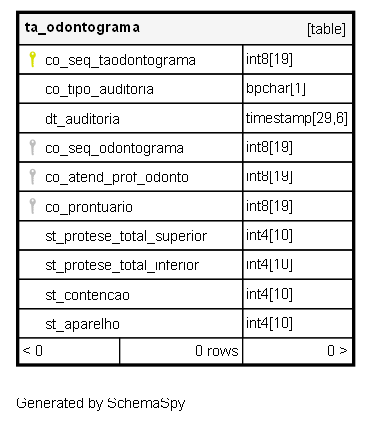 ta_odontograma [table]
co_seq_taodontograma int8[19]
co_tipo_auditoria bpchar[1]
dt_auditoria timestamp[29,6]
co_seq_odontograma int8[19]
co_atend_prof_odonto int8[19]
co_prontuario int8[19]
st_protese_total_superior int4[10]
st_protese_total_inferior int4[10]
st_contencao int4[10]
st_aparelho int4[10]
< 0 0 rows 0 >
Generated by SchemaSpy